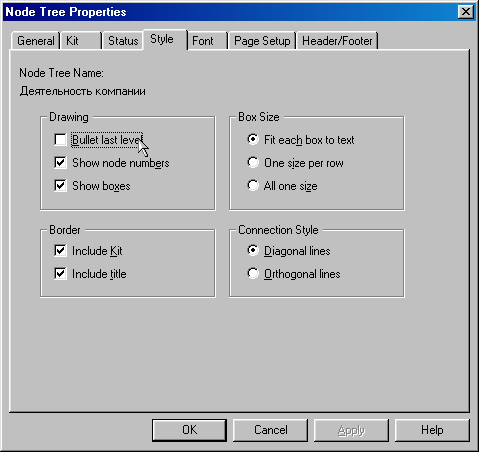 Node Tree Properties
General Kit Status Style Font Page Setup Header/Footer
Node Tree Name:
Деятельность компании
Drawing
Bullet last level
Show node numbers
Show boxes
Box Size
Fit each box to text
One size per row
All one size
Border
Include Kit
Include title
Connection Style
Diagonal lines
Orthogonal lines
OK Cancel Apply Help